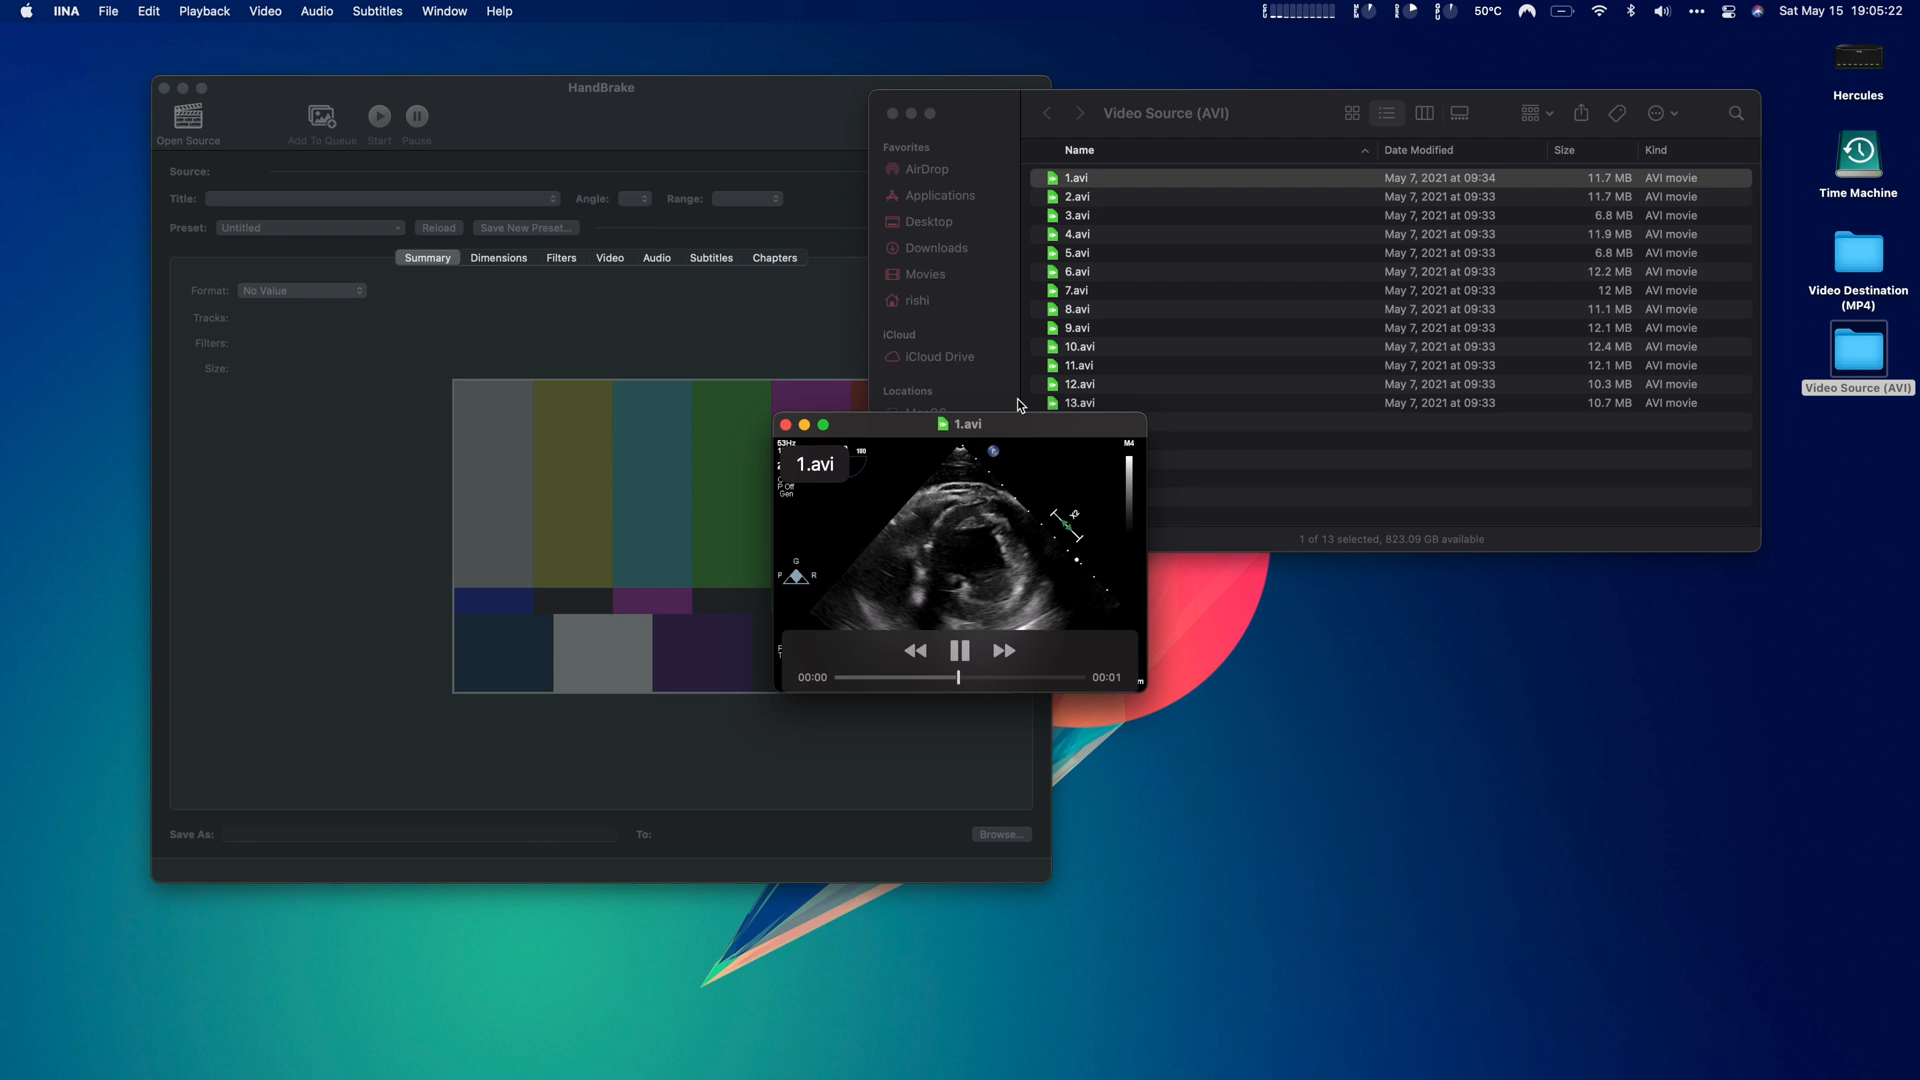 IINA File Edit Playback Video Audio Subtitles Window Help
50°C Sat May 15 19:05:22
HandBrake
Open Source
Add To Queue Start Pause
Source:
Title: Angle: Range:
Preset: Untitled Reload Save New Preset...
Summary Dimensions Filters Video Audio Subtitles Chapters
Format: No Value
Tracks:
Filters:
Size:
Save As: To: Browse...
Video Source (AVI)
Favorites
AirDrop
Applications
Desktop
Downloads
Movies
rishi
iCloud
iCloud Drive
Locations
Name Date Modified Size Kind
1.avi May 7, 2021 at 09:34 11.7 MB AVI movie
2.avi May 7, 2021 at 09:33 11.7 MB AVI movie
3.avi May 7, 2021 at 09:33 6.8 MB AVI movie
4.avi May 7, 2021 at 09:33 11.9 MB AVI movie
5.avi May 7, 2021 at 09:33 6.8 MB AVI movie
6.avi May 7, 2021 at 09:33 12.2 MB AVI movie
7.avi May 7, 2021 at 09:33 12 MB AVI movie
8.avi May 7, 2021 at 09:33 11.1 MB AVI movie
9.avi May 7, 2021 at 09:33 12.1 MB AVI movie
10.avi May 7, 2021 at 09:33 12.4 MB AVI movie
11.avi May 7, 2021 at 09:33 12.1 MB AVI movie
12.avi May 7, 2021 at 09:33 10.3 MB AVI movie
13.avi May 7, 2021 at 09:33 10.7 MB AVI movie
1 of 13 selected, 823.09 GB available
1.avi
53Hz
M4
180
1.avi
P Off
Gen
X2
G
P R
00:00 00:01
Hercules
Time Machine
Video Destination
(MP4)
Video Source (AVI)